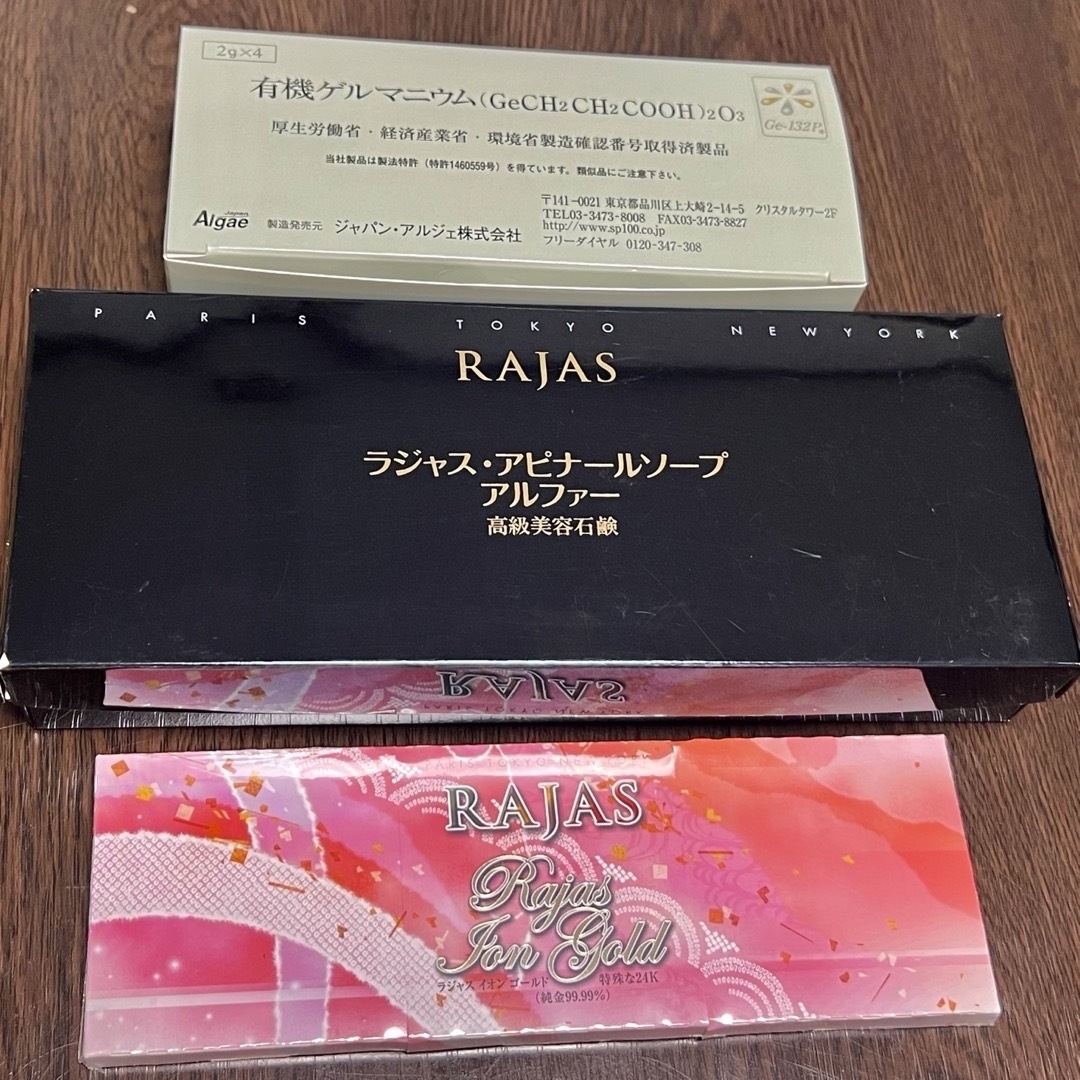 2g×4
有機ゲルマニウム(GeCH2CH2COOH)2O3
Ge-132P®
厚生労働省・経済産業省・環境省製造確認番号取得済製品
当社製品は製法特許(特許1460559号)を得ています。類似品にご注意下さい。
Japan
Algae
製造発売元 ジャパン・アルジェ株式会社
〒141-0021 東京都品川区上大崎2-14-5 クリスタルタワー2F
TEL03-3473-8008 FAX03-3473-8827
http://www.sp100.co.jp
フリーダイヤル 0120-347-308
PARIS TOKYO NEWYORK
RAJAS
ラジャス・アピナールソープ
アルファー
高級美容石鹸
RAJAS
PARIS TOKYO NEW YORK
RAJAS
Rajas
Ion Gold
ラジャス イオン ゴールド 特殊な24K
(純金99.99%)